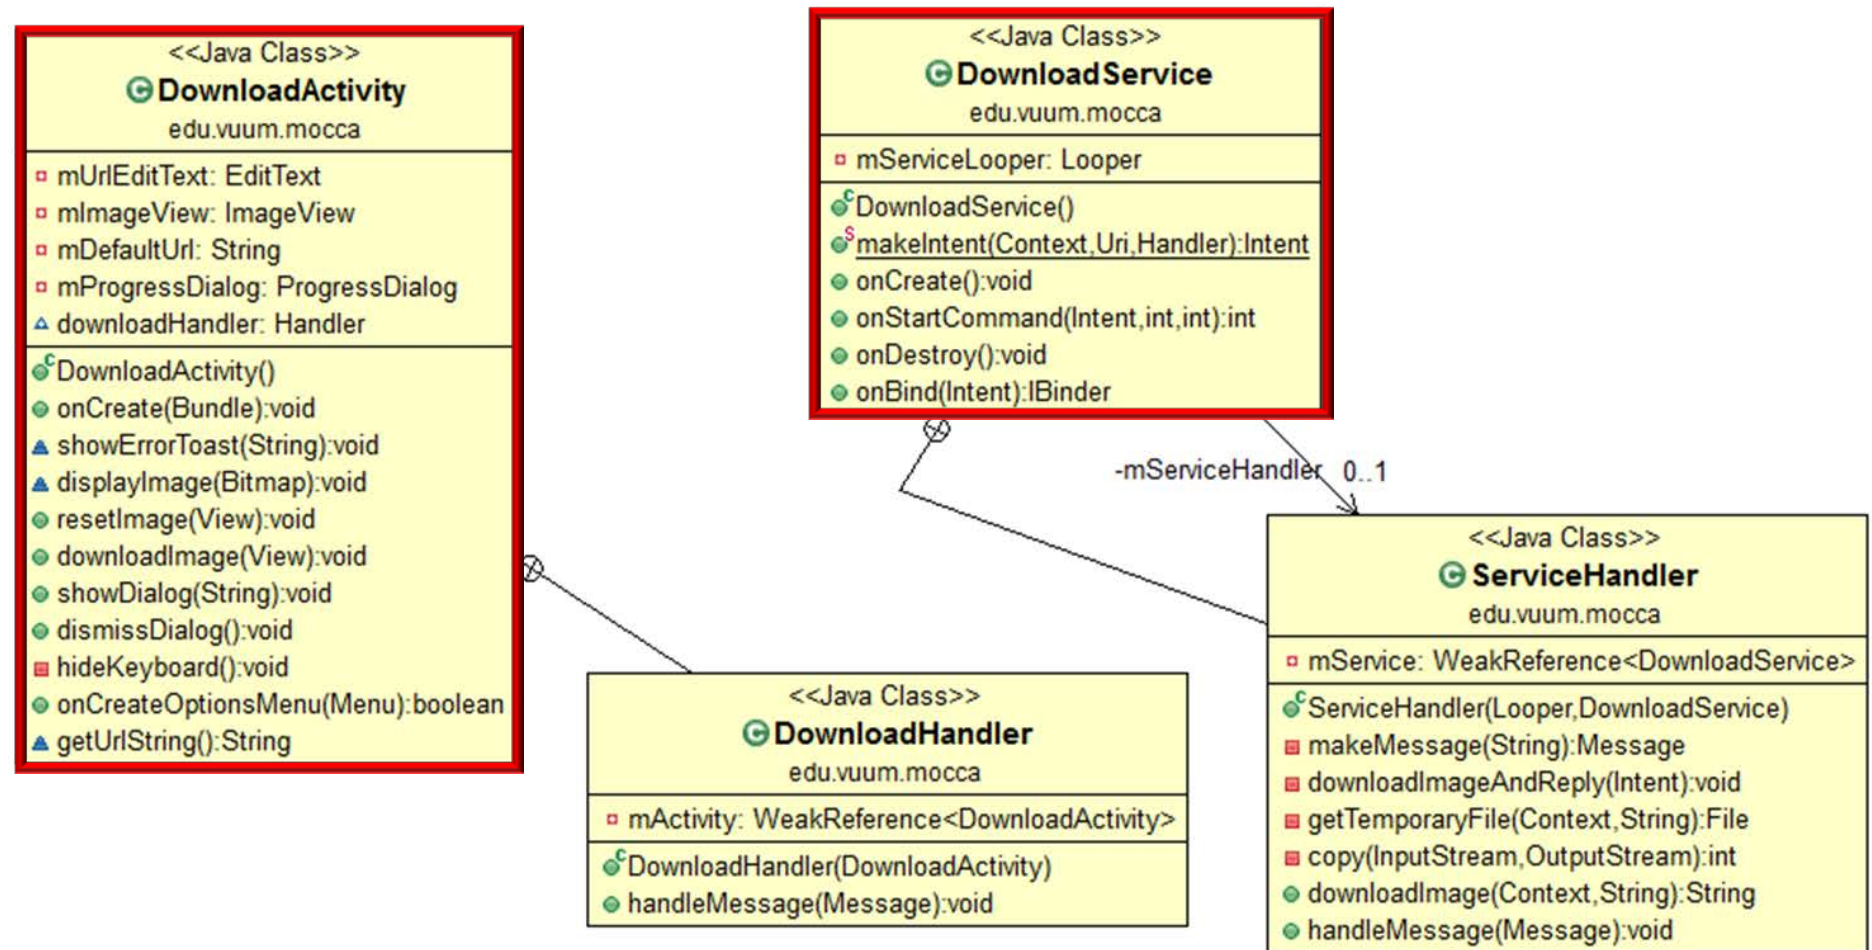 <<Java Class>>
DownloadActivity
edu.vuum.mocca
mUrlEditText: EditText
mImageView: ImageView
mDefaultUrl: String
mProgressDialog: ProgressDialog
downloadHandler: Handler
DownloadActivity()
onCreate(Bundle):void
showErrorToast(String):void
displayImage(Bitmap):void
resetImage(View):void
downloadImage(View):void
showDialog(String):void
dismissDialog():void
hideKeyboard():void
onCreateOptionsMenu(Menu):boolean
getUrlString():String
<<Java Class>>
DownloadService
edu.vuum.mocca
mServiceLooper: Looper
DownloadService()
makeIntent(Context,Uri,Handler):Intent
onCreate():void
onStartCommand(Intent,int,int):int
onDestroy():void
onBind(Intent):IBinder
-mServiceHandler 0..1
<<Java Class>>
DownloadHandler
edu.vuum.mocca
mActivity: WeakReference<DownloadActivity>
DownloadHandler(DownloadActivity)
handleMessage(Message):void
<<Java Class>>
ServiceHandler
edu.vuum.mocca
mService: WeakReference<DownloadService>
ServiceHandler(Looper,DownloadService)
makeMessage(String):Message
downloadImageAndReply(Intent):void
getTemporaryFile(Context,String):File
copy(InputStream,OutputStream):int
downloadImage(Context,String):String
handleMessage(Message):void